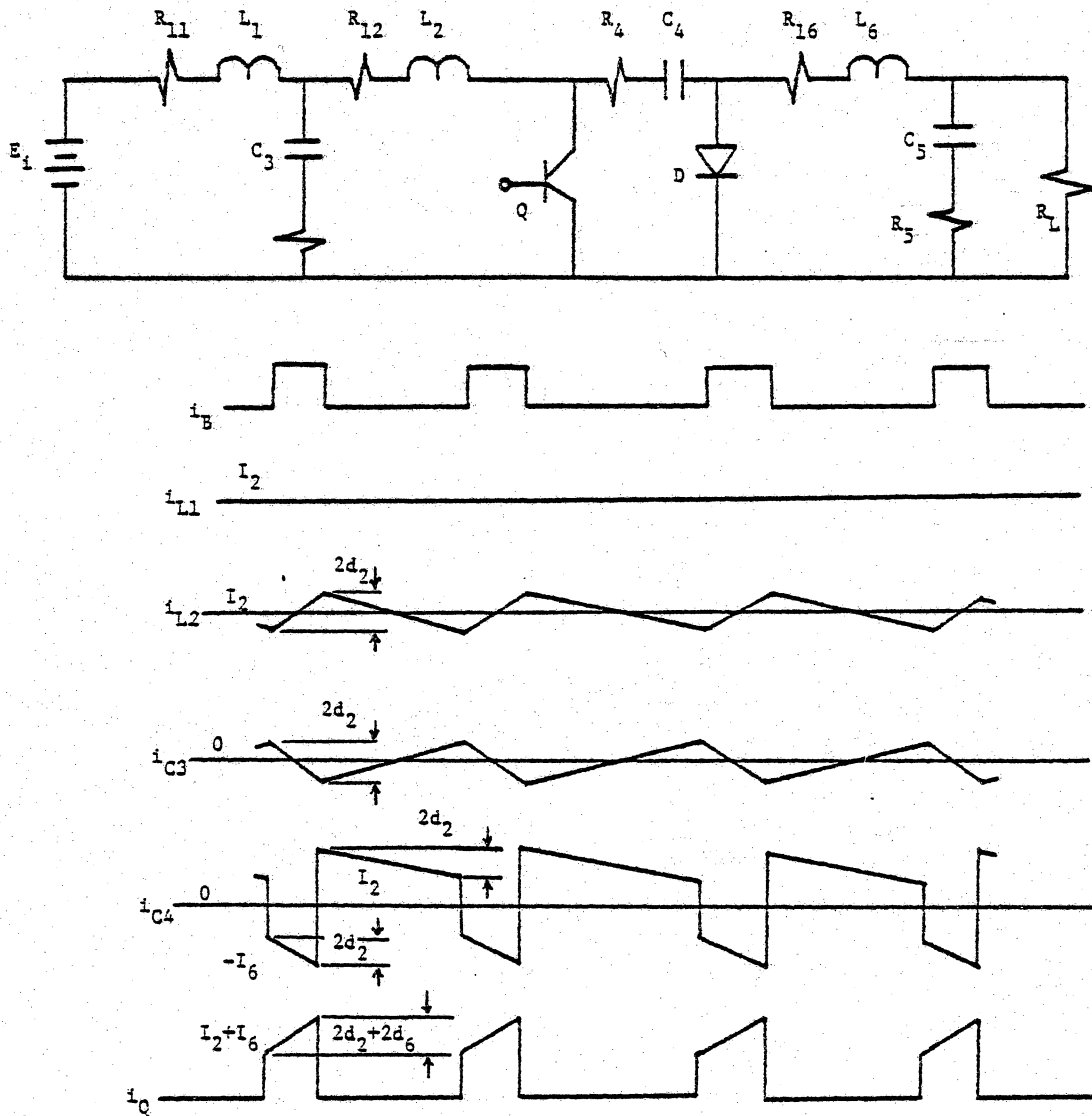 R11 L1 R12 L2 R4 C4 R16 L6
Ei C3 Q D C5 R5 RL
iB
I2
iL1
2d2
I2
iL2
2d2
0
iC3
2d2
I2
0
iC4
2d2
-I6
I2+I6 2d2+2d6
iQ